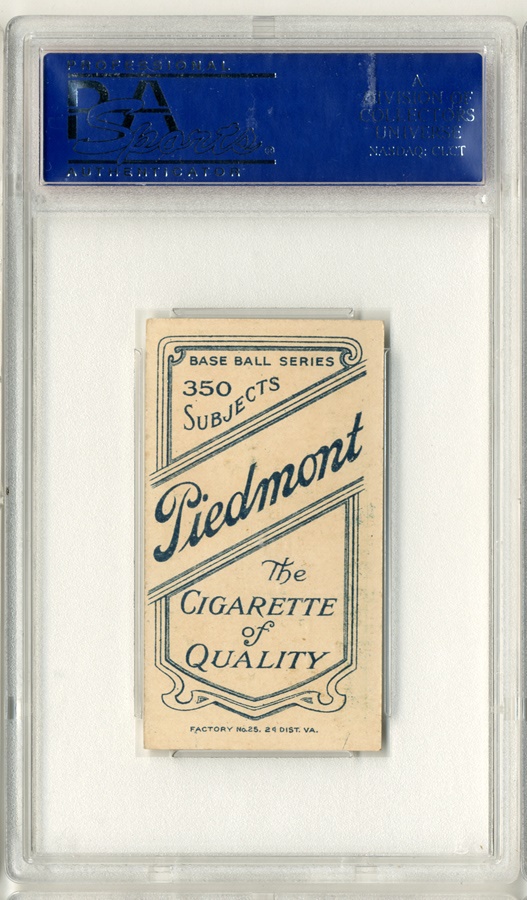 PROFESSIONAL
PSA
Sports
AUTHENTICATOR
A
DIVISION OF
COLLECTORS
UNIVERSE
NASDAQ: CLCT
BASE BALL SERIES
350
SUBJECTS
Piedmont
The
CIGARETTE
of
QUALITY
FACTORY No. 25. 2¢ DIST. VA.